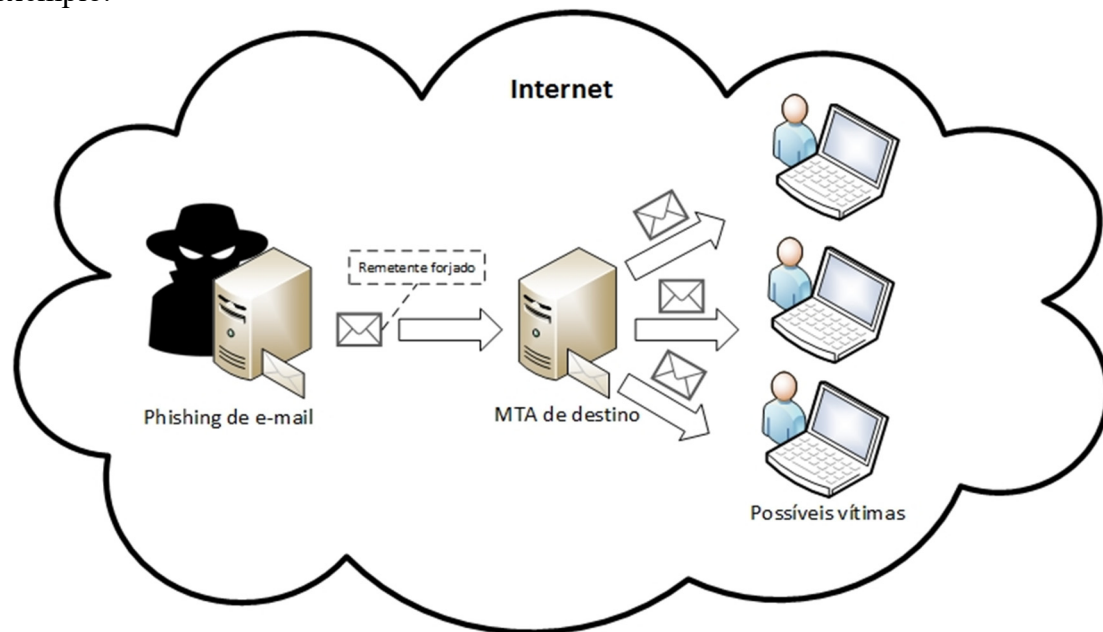 Internet
Remetente forjado
Phishing de e-mail
MTA de destino
Possíveis vítimas